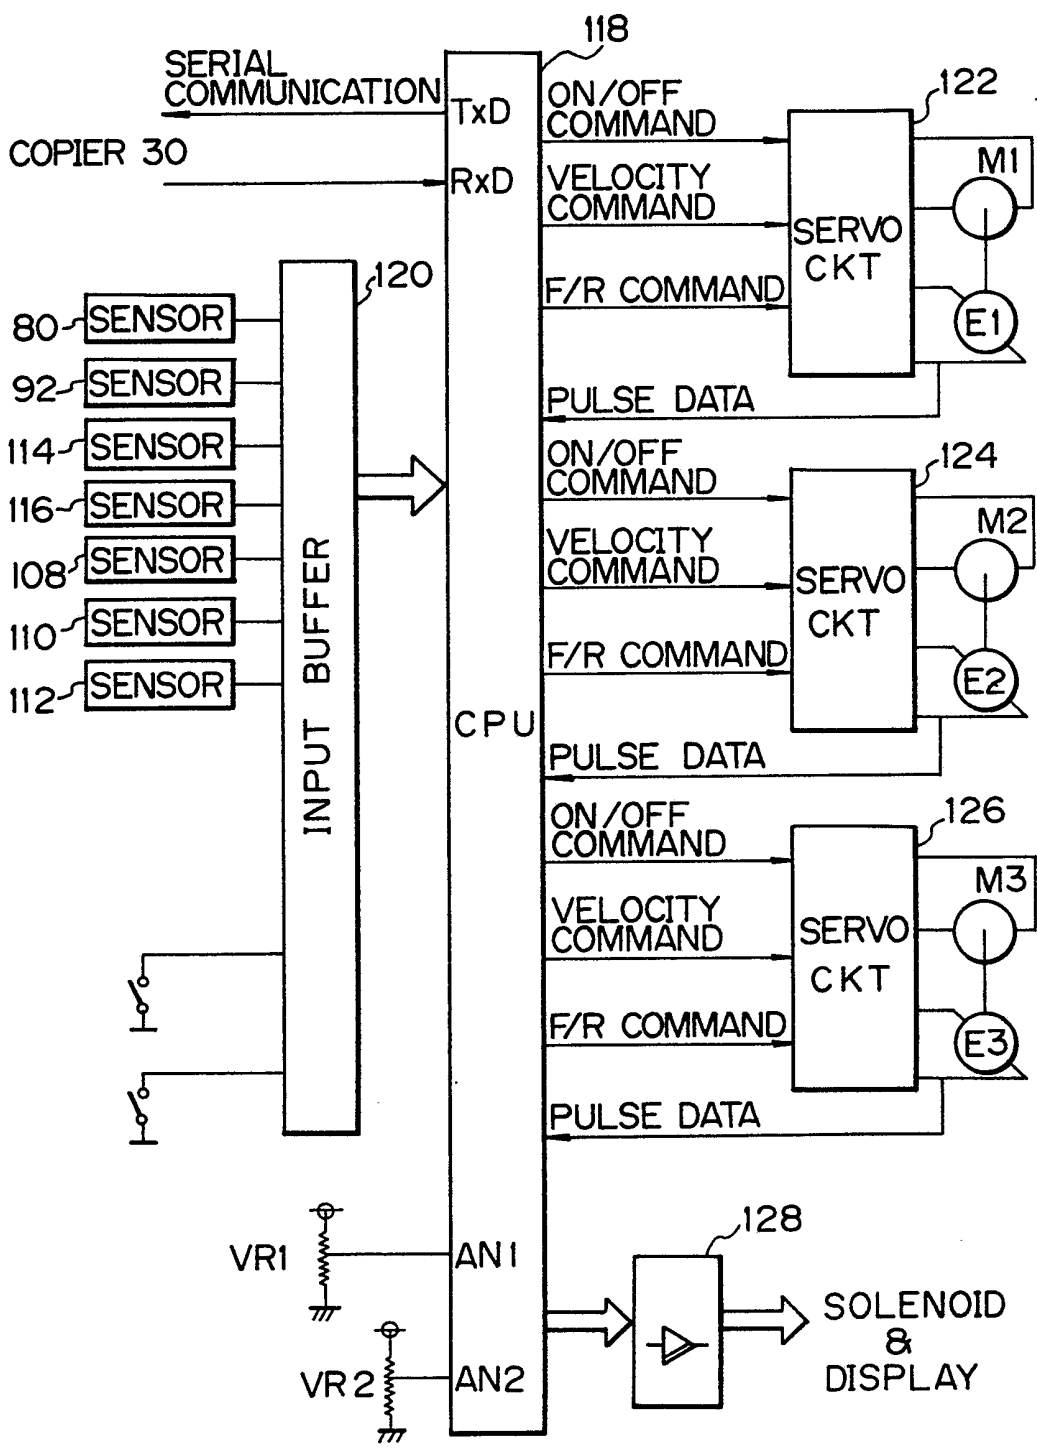 118
SERIAL
COMMUNICATION
TxD
COPIER 30
RxD
ON/OFF
COMMAND
VELOCITY
COMMAND
F/R COMMAND
PULSE DATA
122
SERVO
CKT
M1
E1
120
80
SENSOR
92
SENSOR
114
SENSOR
116
SENSOR
108
SENSOR
110
SENSOR
112
SENSOR
INPUT BUFFER
CPU
ON/OFF
COMMAND
VELOCITY
COMMAND
F/R COMMAND
PULSE DATA
124
SERVO
CKT
M2
E2
ON/OFF
COMMAND
VELOCITY
COMMAND
F/R COMMAND
PULSE DATA
126
SERVO
CKT
M3
E3
VR1
AN1
VR2
AN2
128
SOLENOID
&
DISPLAY